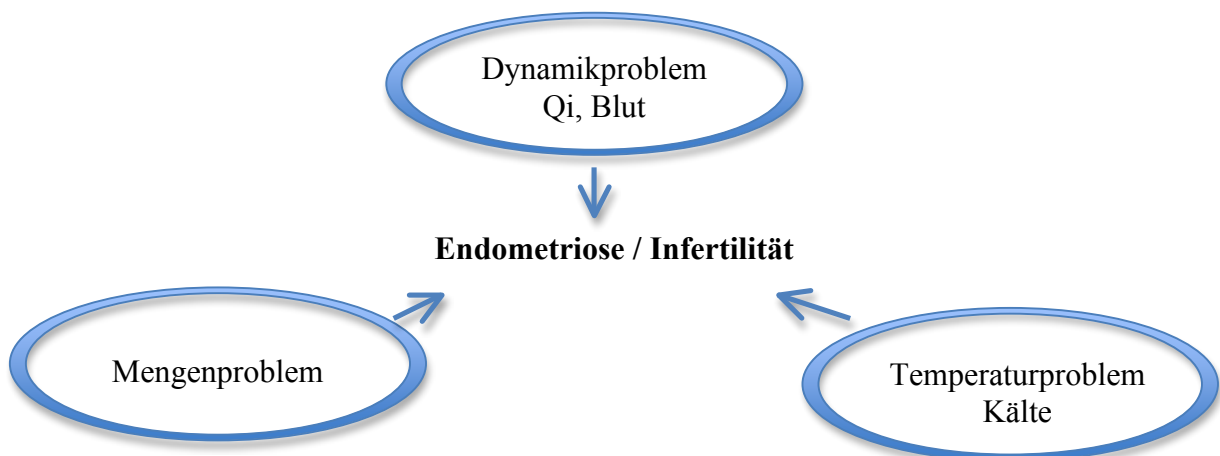 Dynamikproblem
Qi, Blut
Endometriose / Infertilität
Mengenproblem
Temperaturproblem
Kälte